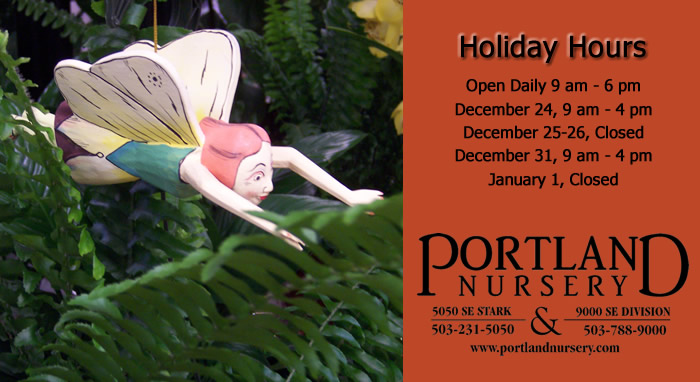 Holiday Hours
Open Daily 9 am - 6 pm
December 24, 9 am - 4 pm
December 25-26, Closed
December 31, 9 am - 4 pm
January 1, Closed
PORTLAND
NURSERY
5050 SE STARK & 9000 SE DIVISION
503-231-5050 503-788-9000
www.portlandnursery.com